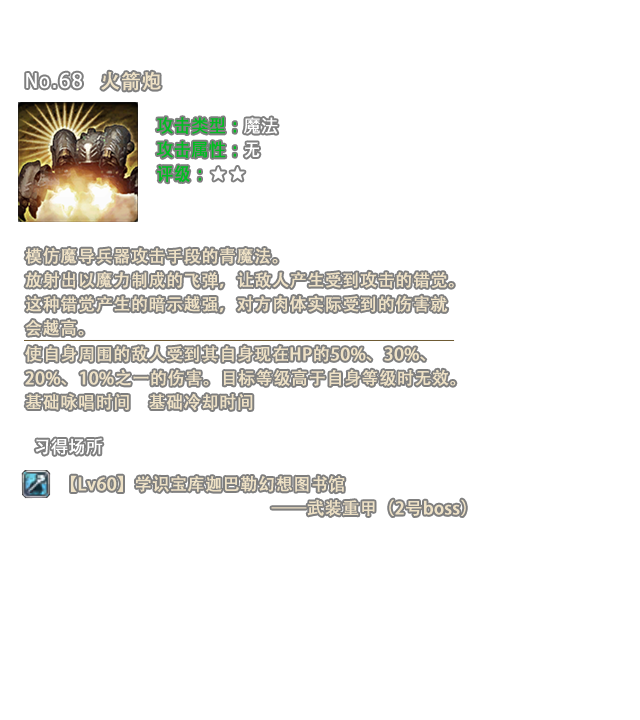 No.68 火箭炮
攻击类型：魔法
攻击属性：无
评级：☆☆
模仿魔导兵器攻击手段的青魔法。
放射出以魔力制成的飞弹，让敌人产生受到攻击的错觉。
这种错觉产生的暗示越强，对方肉体实际受到的伤害就
会越高。
使自身周围的敌人受到其自身现在HP的50%、30%、
20%、10%之一的伤害。目标等级高于自身等级时无效。
基础咏唱时间 基础冷却时间
习得场所
【Lv60】学识宝库迦巴勒幻想图书馆
——武装重甲（2号boss）